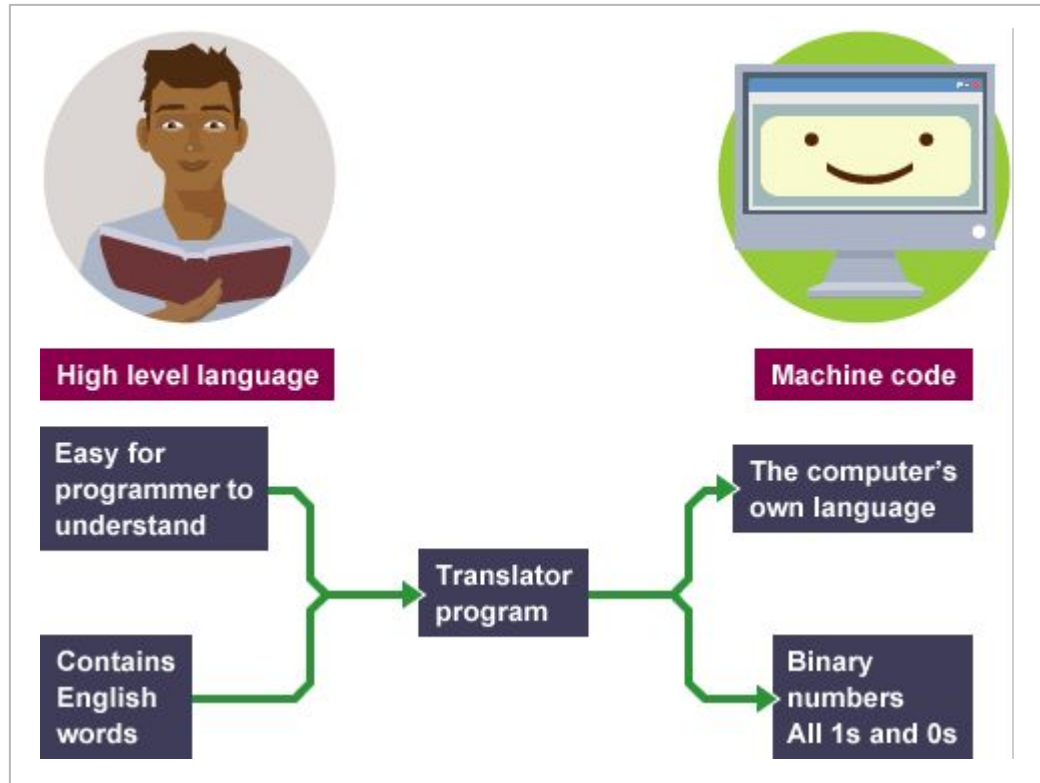 High level language
Machine code
Easy for
programmer to
understand
Contains
English
words
Translator
program
The computer's
own language
Binary
numbers
All 1s and 0s